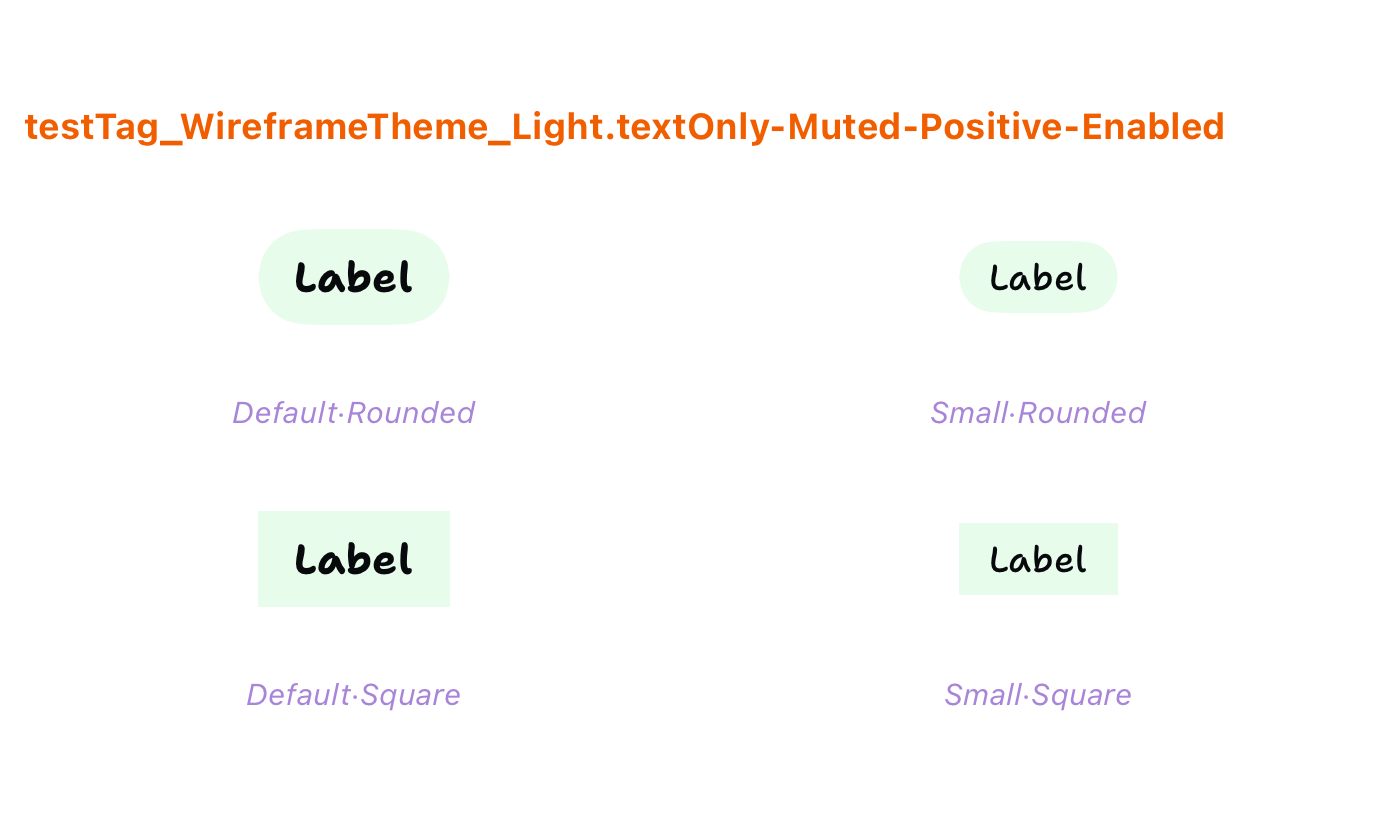 testTag_WireframeTheme_Light.textOnly-Muted-Positive-Enabled
Label
Label
Default·Rounded
Small·Rounded
Label
Label
Default·Square
Small·Square